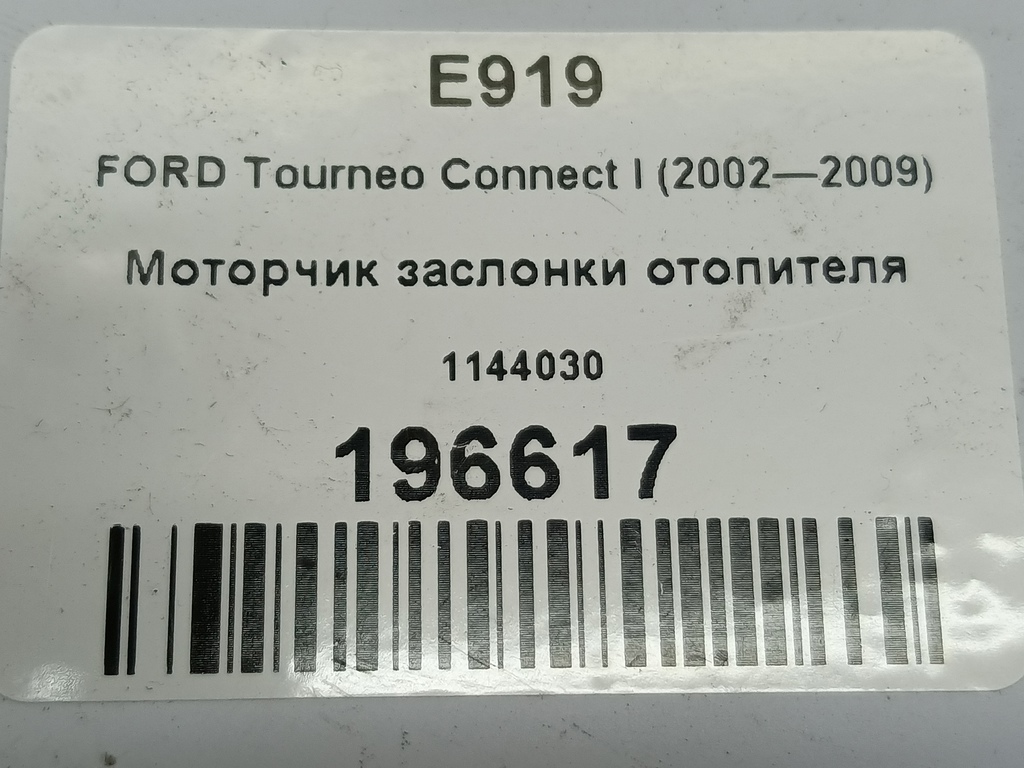 E919
FORD Tourneo Connect I (2002—2009)
Моторчик заслонки отопителя
1144030
196617